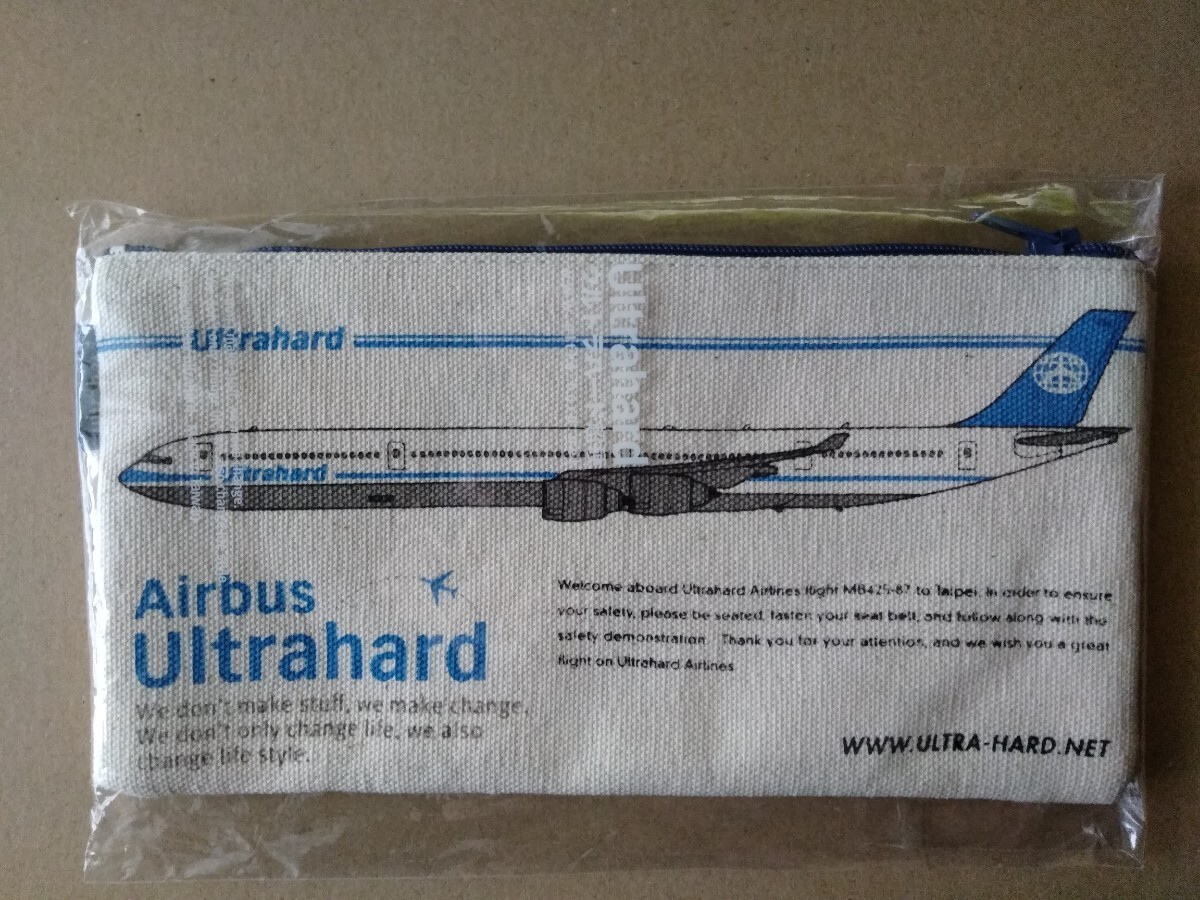 Ultrahard
Ultrahard
Ultrahard
Airbus
Ultrahard
We don't make stuff, we make change.
We don't only change life, we also
change life style.
Welcome aboard Ultrahard Airlines flight MB425-87 to Taipei. In order to ensure
your safety, please be seated, fasten your seat belt, and follow along with the
safety demonstration. Thank you for your attention, and we wish you a great
flight on Ultrahard Airlines.
WWW.ULTRA-HARD.NET